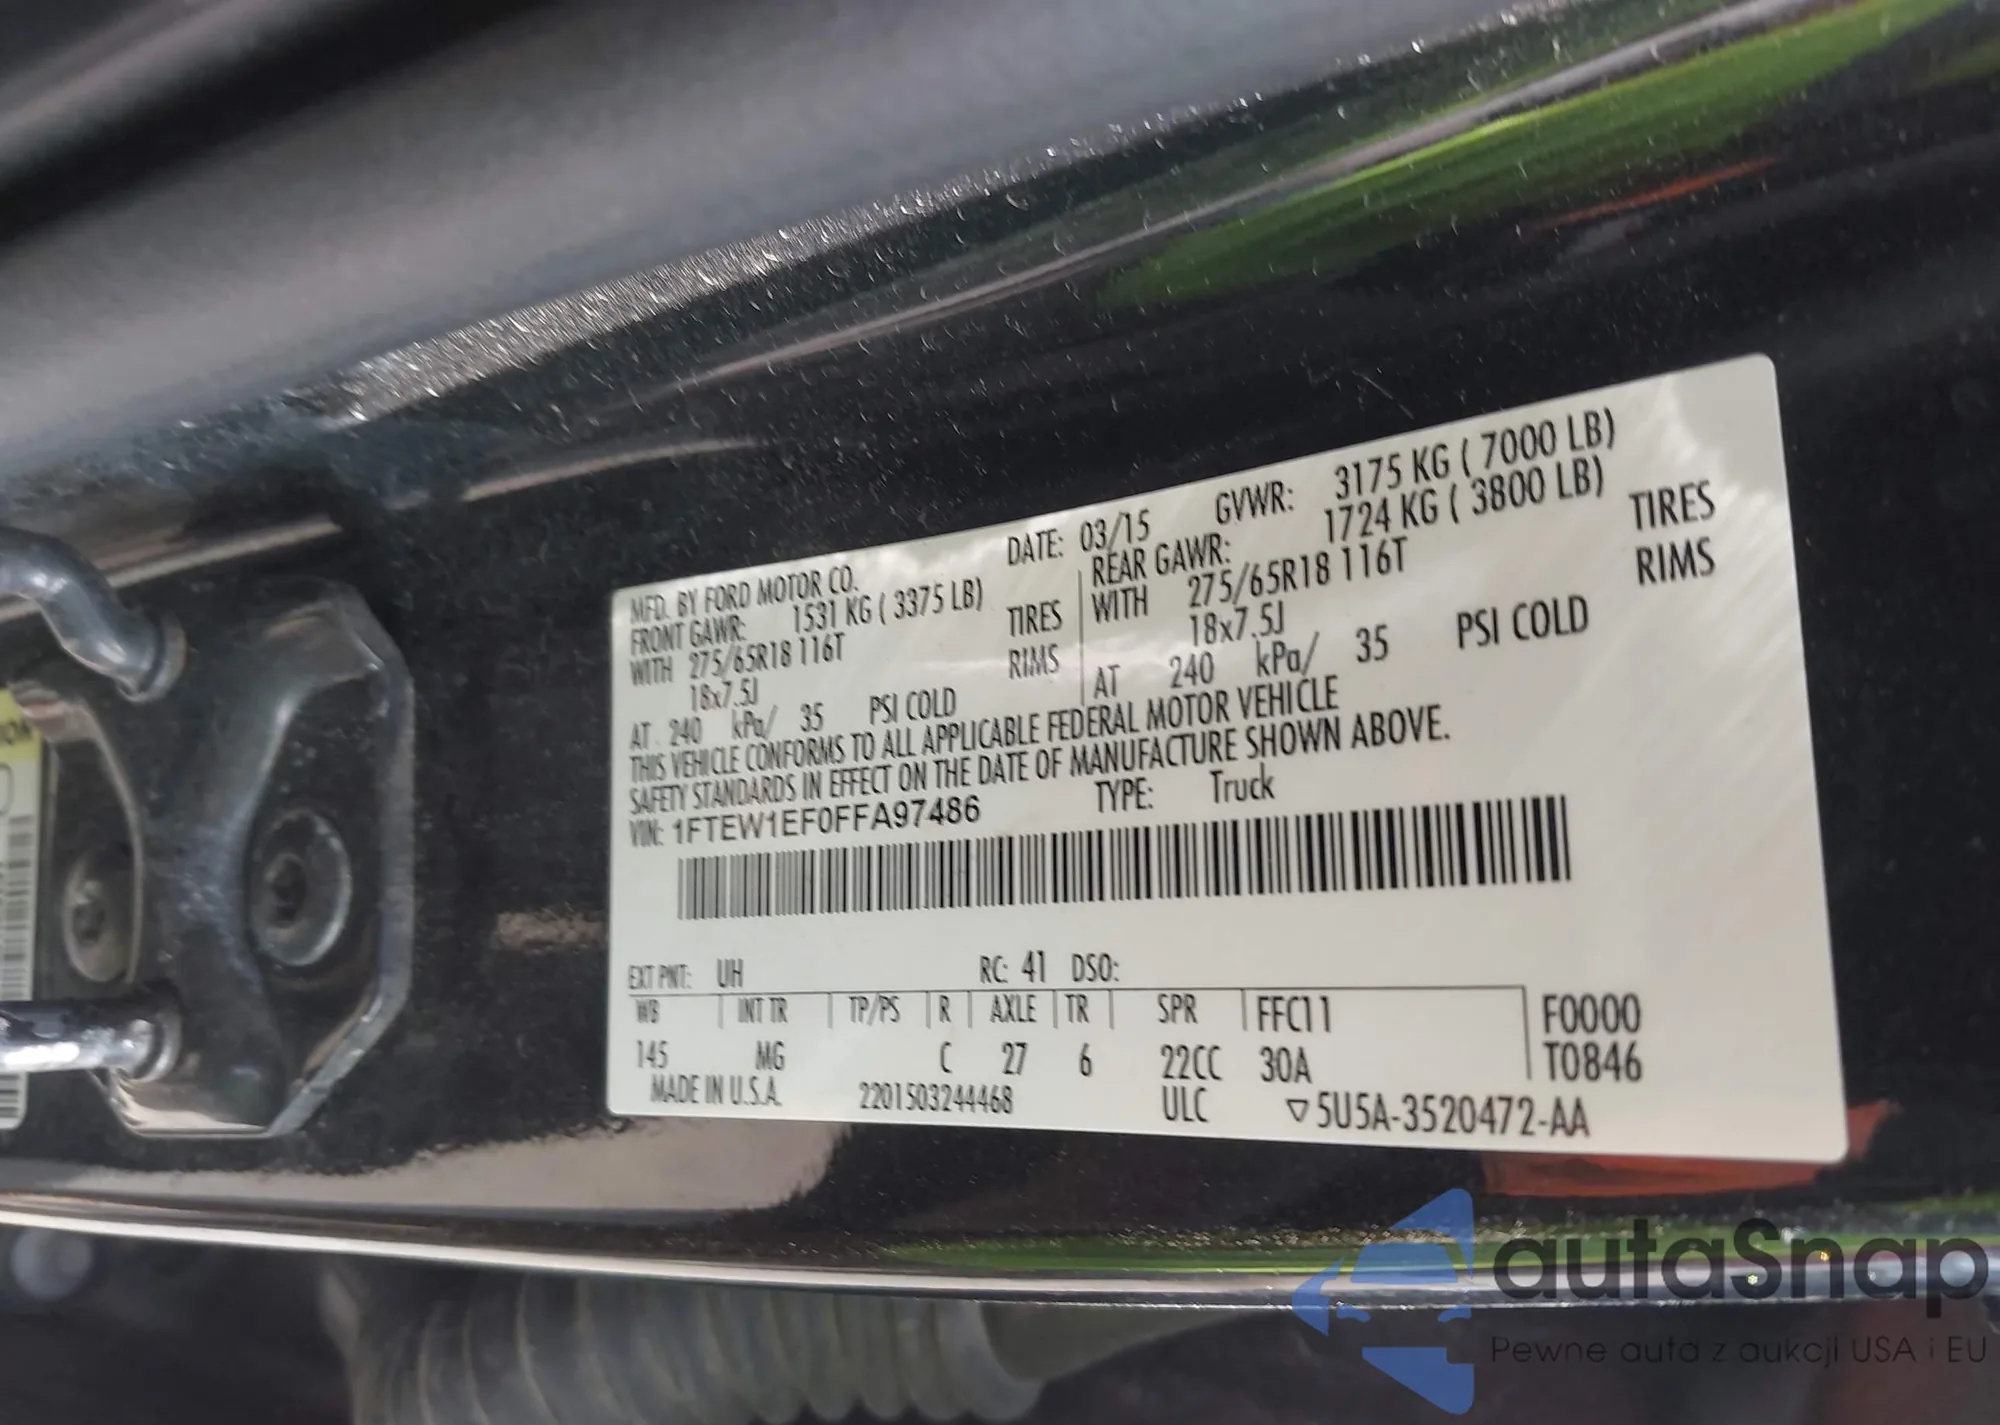 MFD. BY FORD MOTOR CO.
DATE: 03/15
GVWR: 3175 KG ( 7000 LB)
FRONT GAWR: 1531 KG ( 3375 LB)
REAR GAWR: 1724 KG ( 3800 LB)
WITH 275/65R18 116T TIRES
WITH 275/65R18 116T TIRES
18x7.5J RIMS
18x7.5J RIMS
AT 240 kPa/ 35 PSI COLD
AT 240 kPa/ 35 PSI COLD
THIS VEHICLE CONFORMS TO ALL APPLICABLE FEDERAL MOTOR VEHICLE
SAFETY STANDARDS IN EFFECT ON THE DATE OF MANUFACTURE SHOWN ABOVE.
VIN: 1FTEW1EF0FFA97486 TYPE: Truck
EXT PNT: UH RC: 41 DSO:
WB INT TR TP/PS R AXLE TR SPR FFC11 F0000
145 MG C 27 6 22CC 30A T0846
MADE IN U.S.A. 2201503244468 ULC ▽5U5A-3520472-AA
autaSnap
Pewne auta z aukcji USA i EU